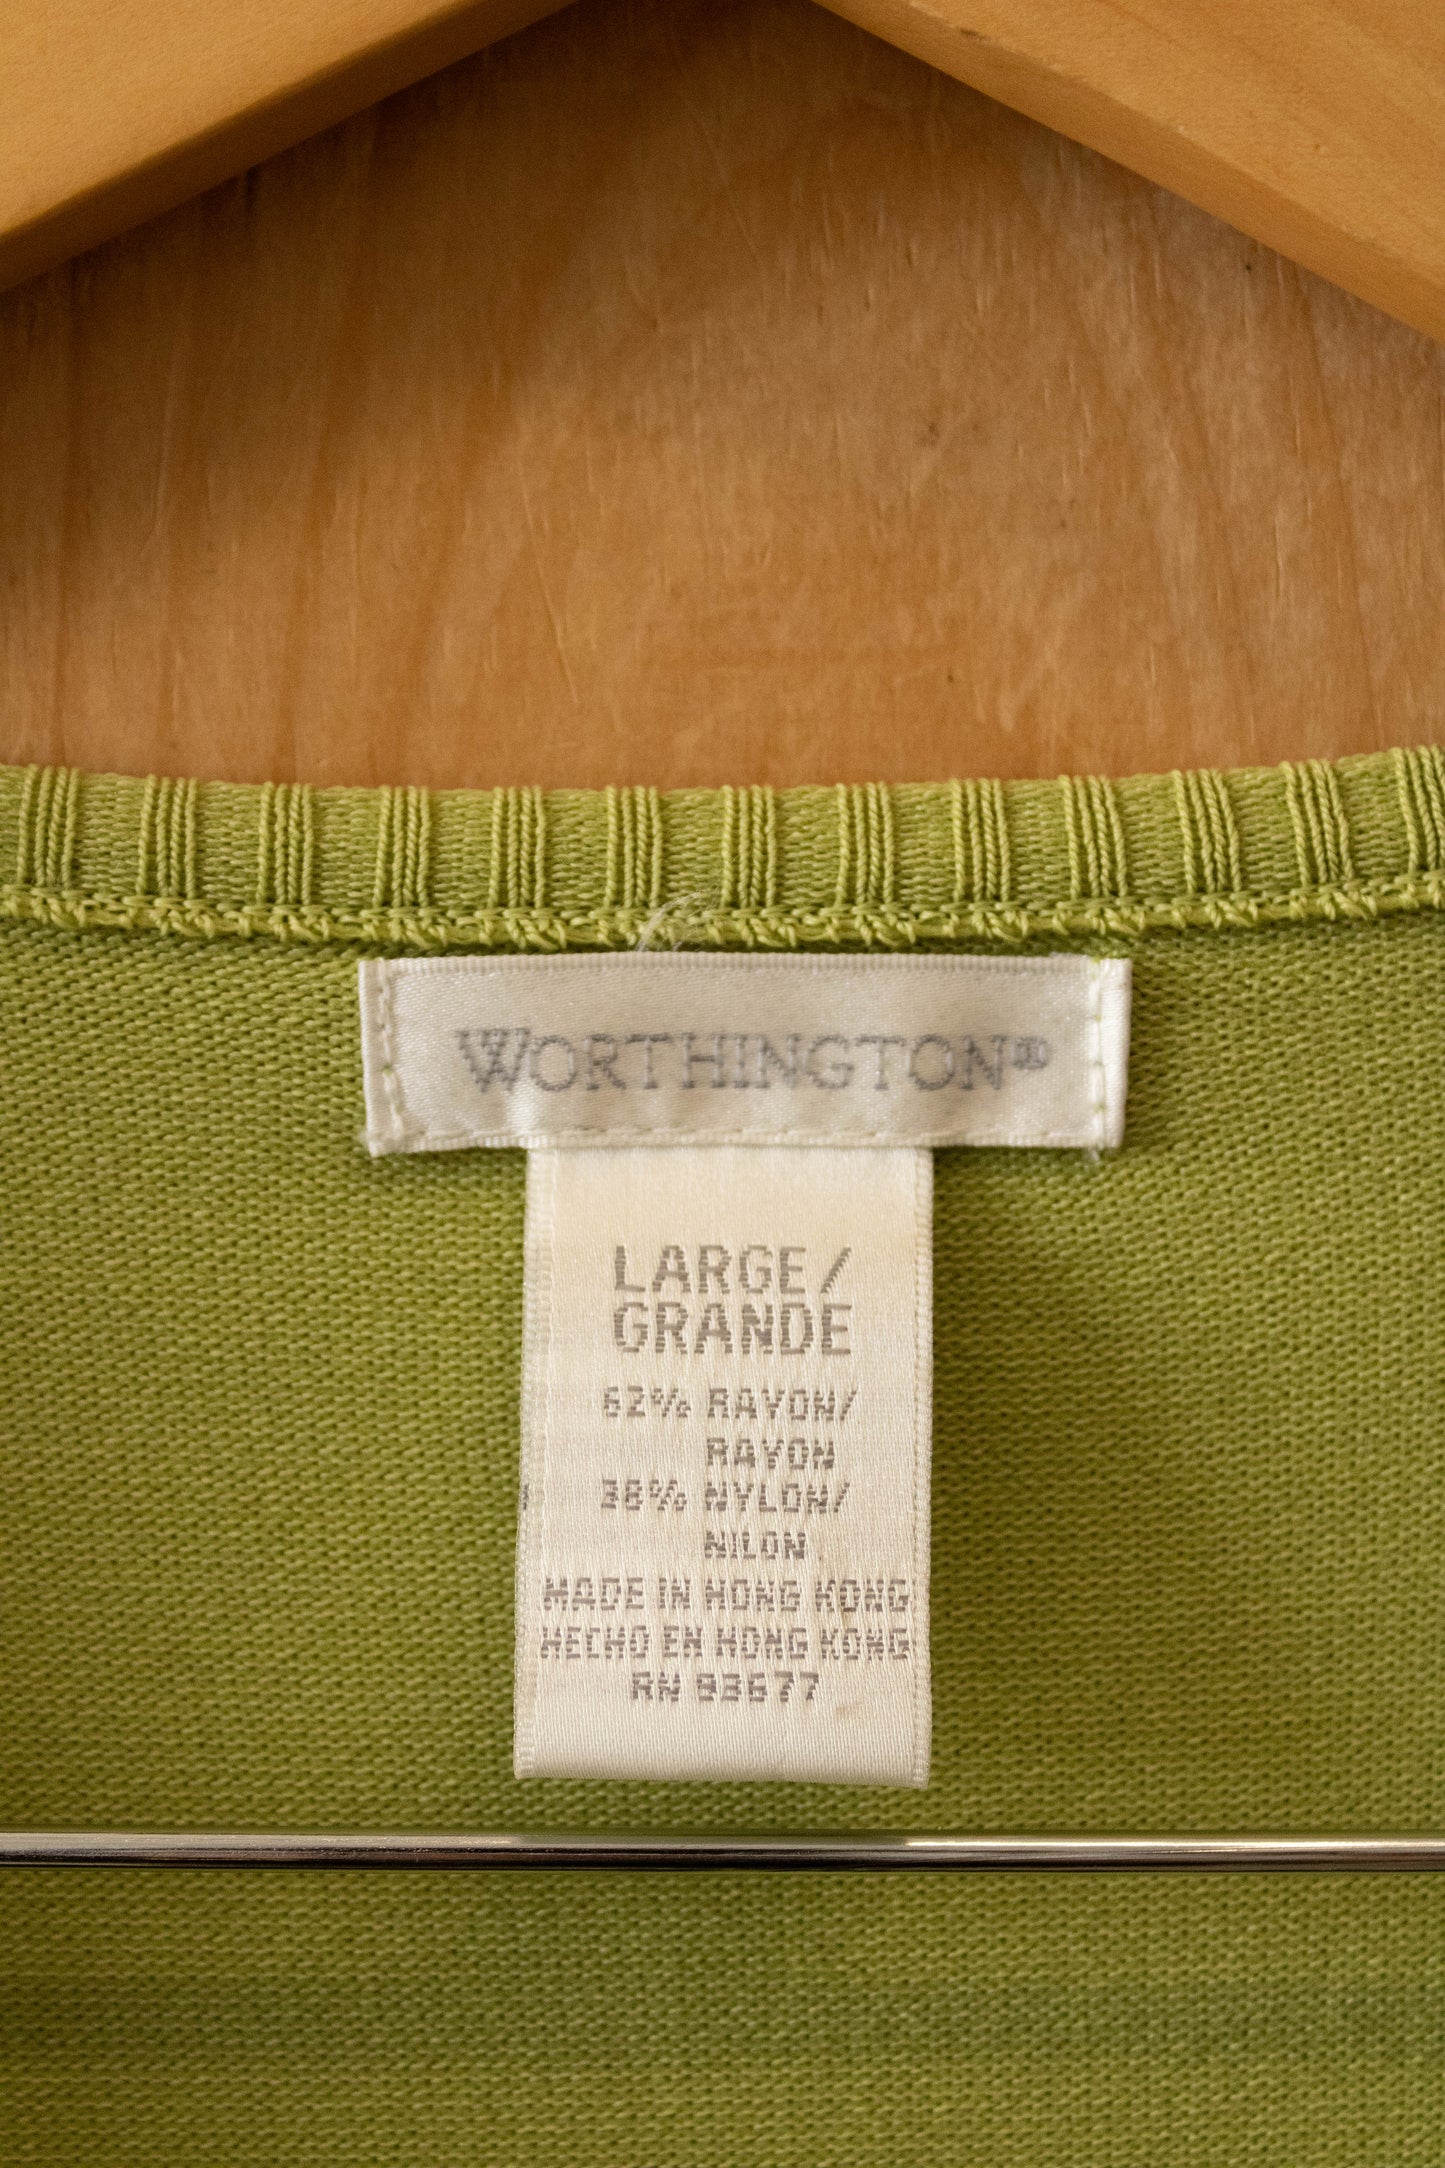 WORTHINGTON®
LARGE/
GRANDE
62% RAYON/
RAYON
38% NYLON/
NILON
MADE IN HONG KONG
HECHO EN HONG KONG
RN 93677